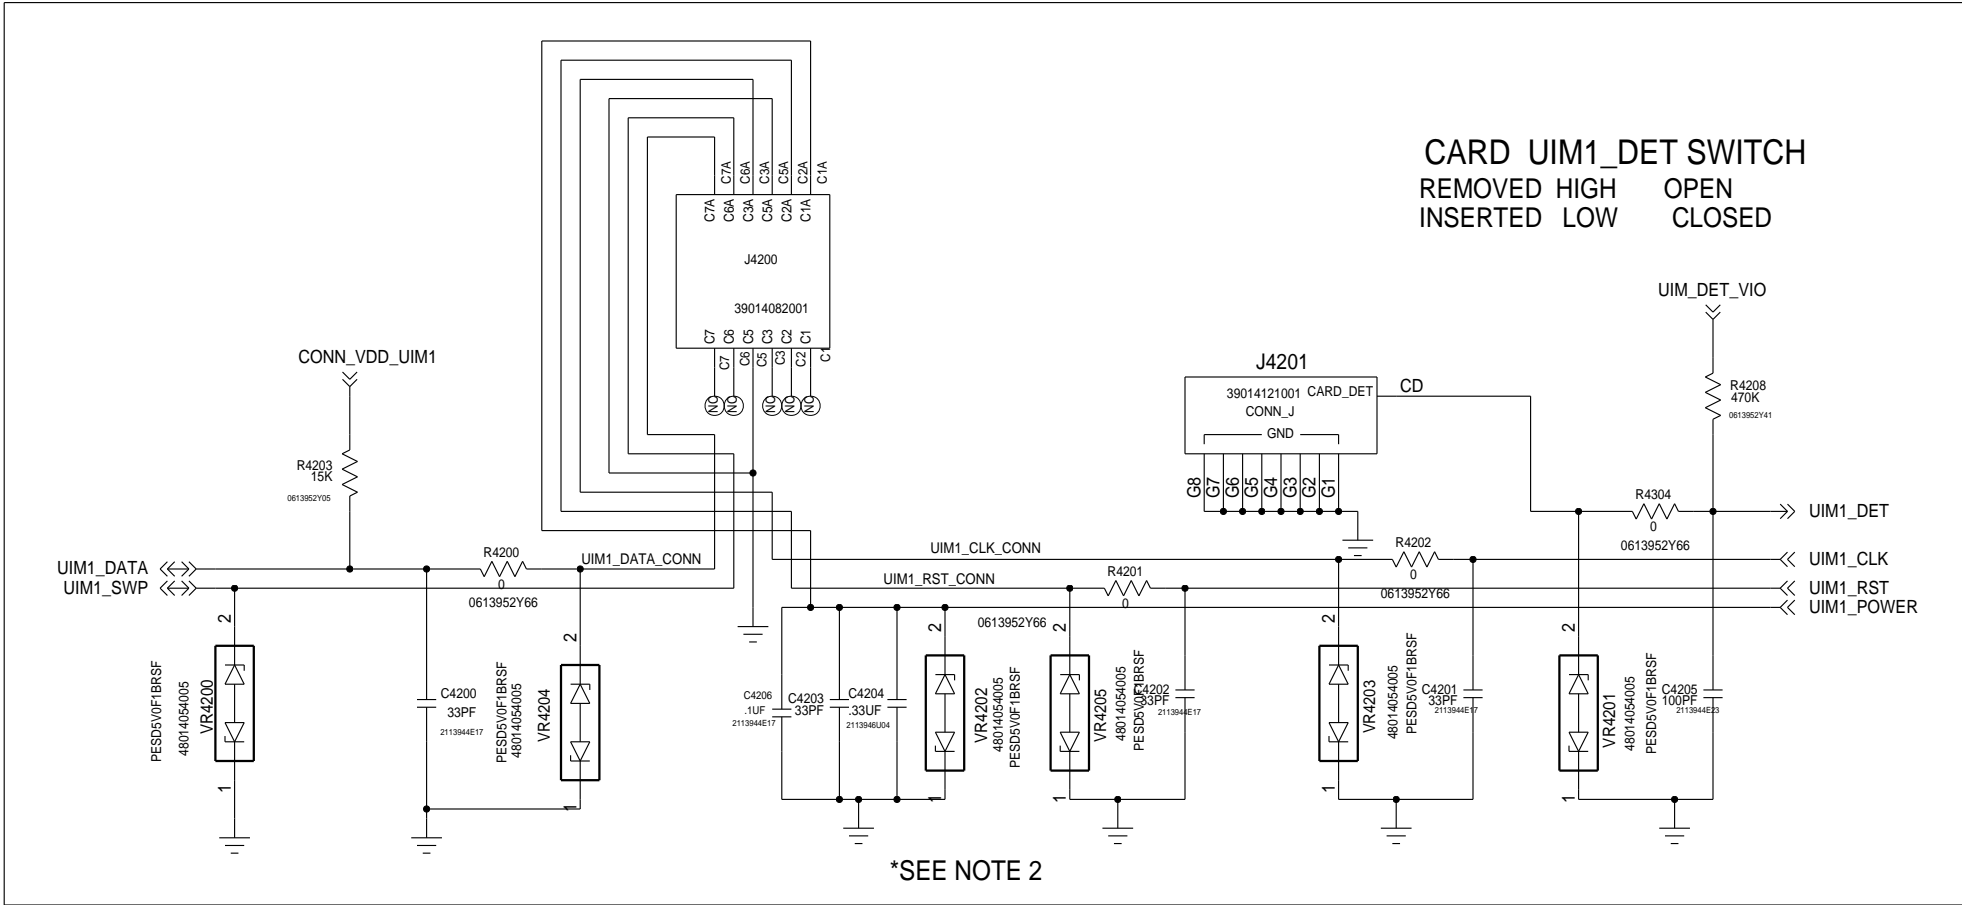 CARD UIM1_DET SWITCH
REMOVED HIGH OPEN
INSERTED LOW CLOSED
C7A C6A C3A C5A C2A C1A
C7A C6A C3A C5A C2A C1A
J4200
39014082001
C7 C6 C5 C3 C2 C1
C7 C6 C5 C3 C2 C1
NC NC NC NC NC
UIM_DET_VIO
R4208
470K
0613952Y41
CONN_VDD_UIM1
R4203
15K
0613952Y05
J4201
39014121001 CARD_DET
CONN_J
GND
CD
G8 G7 G6 G5 G4 G3 G2 G1
R4304
0
0613952Y66
UIM1_DET
UIM1_DATA
UIM1_SWP
R4200
0
0613952Y66
UIM1_DATA_CONN
UIM1_CLK_CONN
R4202
0
0613952Y66
UIM1_CLK
UIM1_RST_CONN
R4201
0
0613952Y66
UIM1_RST
UIM1_POWER
2
PESD5V0F1BRSF
48014054005
VR4200
1
C4200
33PF
2113944E17
2
PESD5V0F1BRSF
48014054005
VR4204
1
C4206
.1UF
2113944E17
C4203
33PF
C4204
.33UF
2113946U04
2
VR4202
48014054005
PESD5V0F1BRSF
1
2
VR4205
48014054005
PESD5V0F1BRSF
1
C4202
33PF
2113944E17
2
VR4203
48014054005
PESD5V0F1BRSF
1
C4201
33PF
2113944E17
2
VR4201
48014054005
PESD5V0F1BRSF
1
C4205
100PF
2113944E23
*SEE NOTE 2